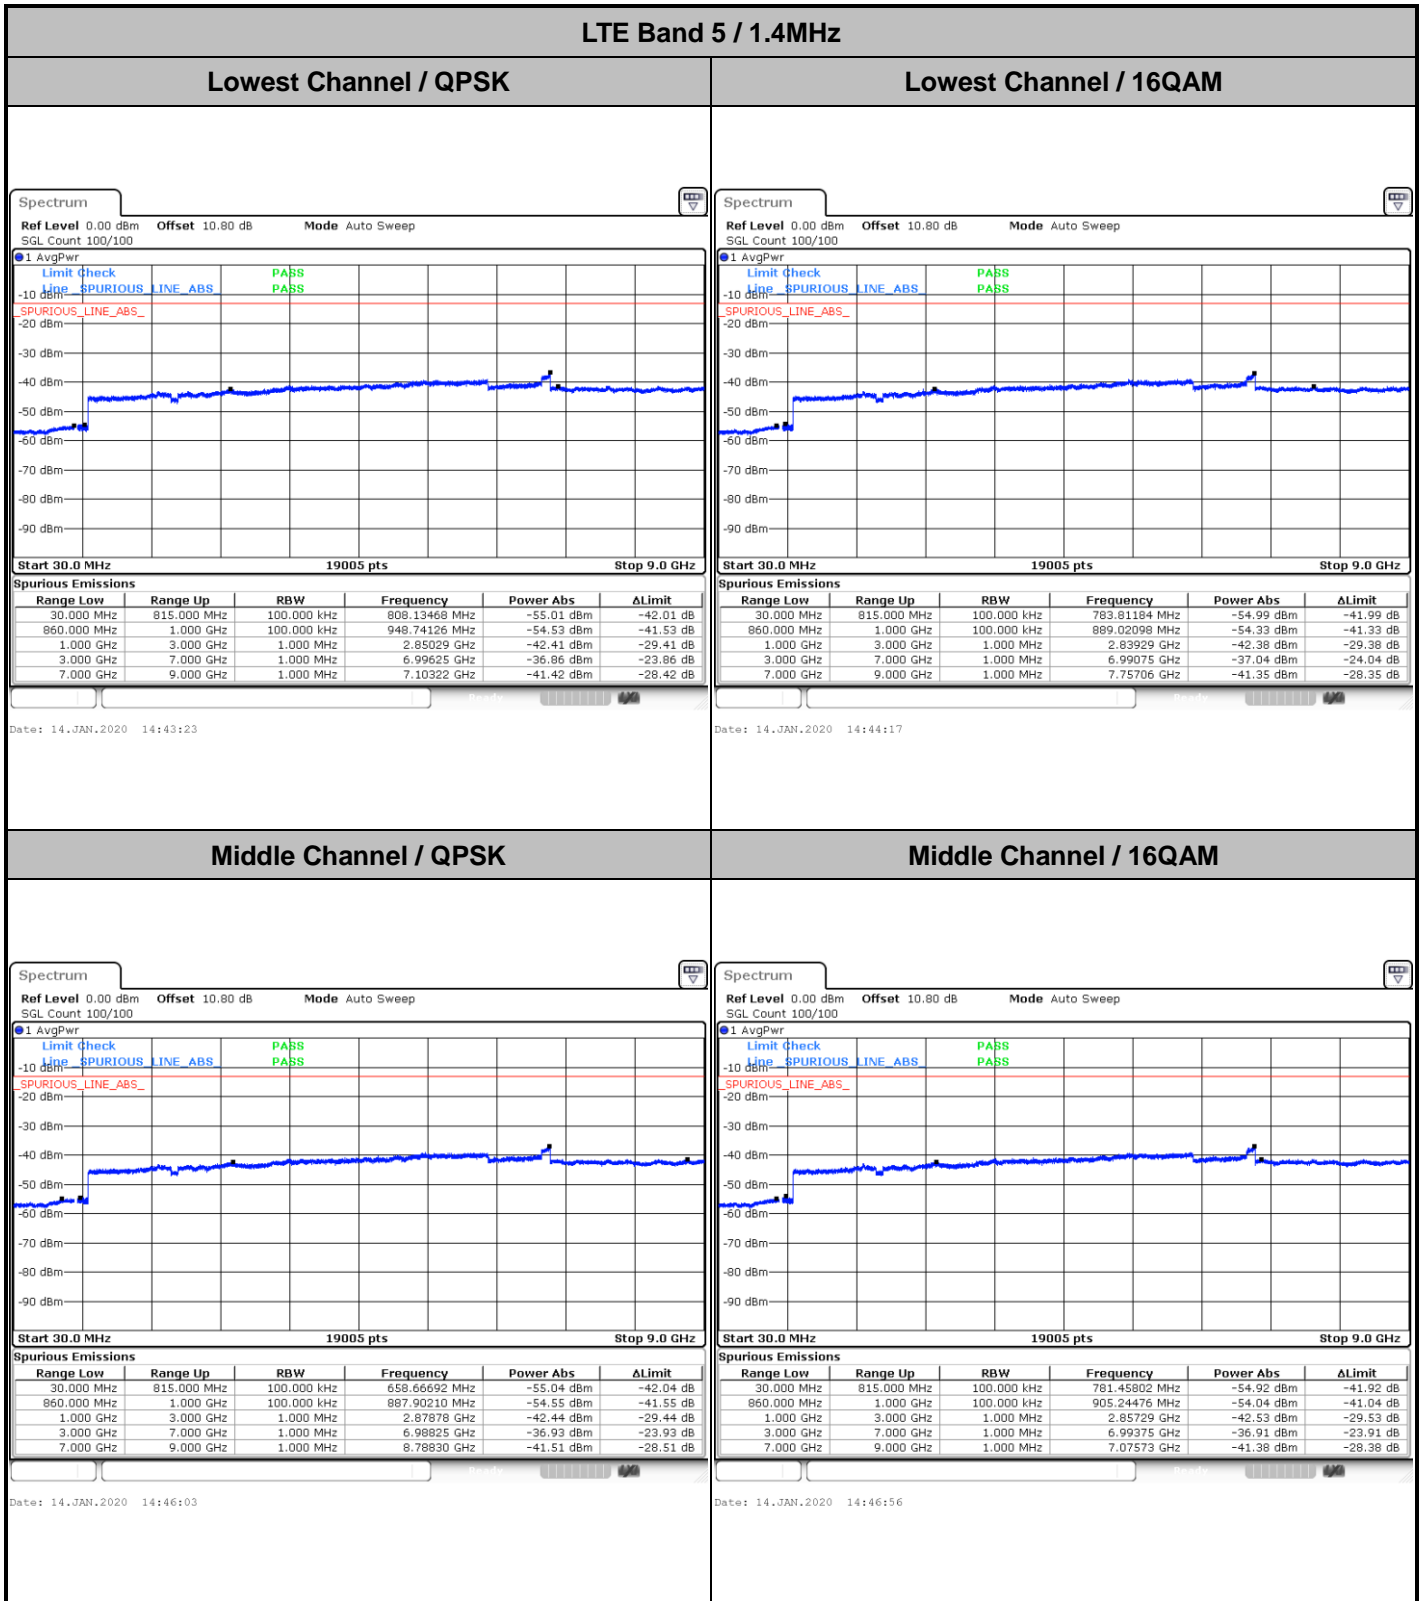 LTE Band 5 / 1.4MHz
Lowest Channel / QPSK
Lowest Channel / 16QAM
Spectrum
Ref Level 0.00 dBm Offset 10.80 dB Mode Auto Sweep
SGL Count 100/100
1 AvgPwr
Limit Check PASS
Line _SPURIOUS_LINE_ABS_ PASS
-10 dBm
_SPURIOUS_LINE_ABS_
-20 dBm
-30 dBm
-40 dBm
-50 dBm
-60 dBm
-70 dBm
-80 dBm
-90 dBm
Start 30.0 MHz 19005 pts Stop 9.0 GHz
Spurious Emissions
Range Low Range Up RBW Frequency Power Abs ΔLimit
30.000 MHz 815.000 MHz 100.000 kHz 808.13468 MHz -55.01 dBm -42.01 dB
860.000 MHz 1.000 GHz 100.000 kHz 948.74126 MHz -54.53 dBm -41.53 dB
1.000 GHz 3.000 GHz 1.000 MHz 2.85029 GHz -42.41 dBm -29.41 dB
3.000 GHz 7.000 GHz 1.000 MHz 6.99625 GHz -36.86 dBm -23.86 dB
7.000 GHz 9.000 GHz 1.000 MHz 7.10322 GHz -41.42 dBm -28.42 dB
Date: 14.JAN.2020 14:43:23
Spectrum
Ref Level 0.00 dBm Offset 10.80 dB Mode Auto Sweep
SGL Count 100/100
1 AvgPwr
Limit Check PASS
Line _SPURIOUS_LINE_ABS_ PASS
-10 dBm
_SPURIOUS_LINE_ABS_
-20 dBm
-30 dBm
-40 dBm
-50 dBm
-60 dBm
-70 dBm
-80 dBm
-90 dBm
Start 30.0 MHz 19005 pts Stop 9.0 GHz
Spurious Emissions
Range Low Range Up RBW Frequency Power Abs ΔLimit
30.000 MHz 815.000 MHz 100.000 kHz 783.81184 MHz -54.99 dBm -41.99 dB
860.000 MHz 1.000 GHz 100.000 kHz 889.02098 MHz -54.33 dBm -41.33 dB
1.000 GHz 3.000 GHz 1.000 MHz 2.83929 GHz -42.38 dBm -29.38 dB
3.000 GHz 7.000 GHz 1.000 MHz 6.99075 GHz -37.04 dBm -24.04 dB
7.000 GHz 9.000 GHz 1.000 MHz 7.75706 GHz -41.35 dBm -28.35 dB
Date: 14.JAN.2020 14:44:17
Middle Channel / QPSK
Middle Channel / 16QAM
Spectrum
Ref Level 0.00 dBm Offset 10.80 dB Mode Auto Sweep
SGL Count 100/100
1 AvgPwr
Limit Check PASS
Line _SPURIOUS_LINE_ABS_ PASS
-10 dBm
_SPURIOUS_LINE_ABS_
-20 dBm
-30 dBm
-40 dBm
-50 dBm
-60 dBm
-70 dBm
-80 dBm
-90 dBm
Start 30.0 MHz 19005 pts Stop 9.0 GHz
Spurious Emissions
Range Low Range Up RBW Frequency Power Abs ΔLimit
30.000 MHz 815.000 MHz 100.000 kHz 658.66692 MHz -55.04 dBm -42.04 dB
860.000 MHz 1.000 GHz 100.000 kHz 887.90210 MHz -54.55 dBm -41.55 dB
1.000 GHz 3.000 GHz 1.000 MHz 2.87878 GHz -42.44 dBm -29.44 dB
3.000 GHz 7.000 GHz 1.000 MHz 6.98825 GHz -36.93 dBm -23.93 dB
7.000 GHz 9.000 GHz 1.000 MHz 8.78830 GHz -41.51 dBm -28.51 dB
Date: 14.JAN.2020 14:46:03
Spectrum
Ref Level 0.00 dBm Offset 10.80 dB Mode Auto Sweep
SGL Count 100/100
1 AvgPwr
Limit Check PASS
Line _SPURIOUS_LINE_ABS_ PASS
-10 dBm
_SPURIOUS_LINE_ABS_
-20 dBm
-30 dBm
-40 dBm
-50 dBm
-60 dBm
-70 dBm
-80 dBm
-90 dBm
Start 30.0 MHz 19005 pts Stop 9.0 GHz
Spurious Emissions
Range Low Range Up RBW Frequency Power Abs ΔLimit
30.000 MHz 815.000 MHz 100.000 kHz 781.45802 MHz -54.92 dBm -41.92 dB
860.000 MHz 1.000 GHz 100.000 kHz 905.24476 MHz -54.04 dBm -41.04 dB
1.000 GHz 3.000 GHz 1.000 MHz 2.85729 GHz -42.53 dBm -29.53 dB
3.000 GHz 7.000 GHz 1.000 MHz 6.99375 GHz -36.91 dBm -23.91 dB
7.000 GHz 9.000 GHz 1.000 MHz 7.07573 GHz -41.38 dBm -28.38 dB
Date: 14.JAN.2020 14:46:56